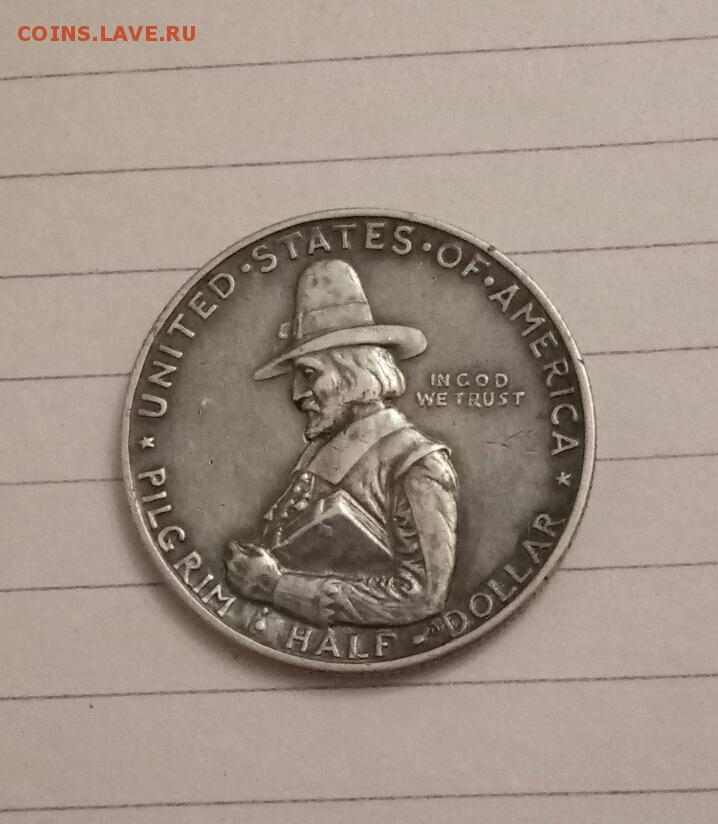 COINS.LAVE.RU
UNITED·STATES·OF·AMERICA
IN GOD
WE TRUST
PILGRIM HALF DOLLAR